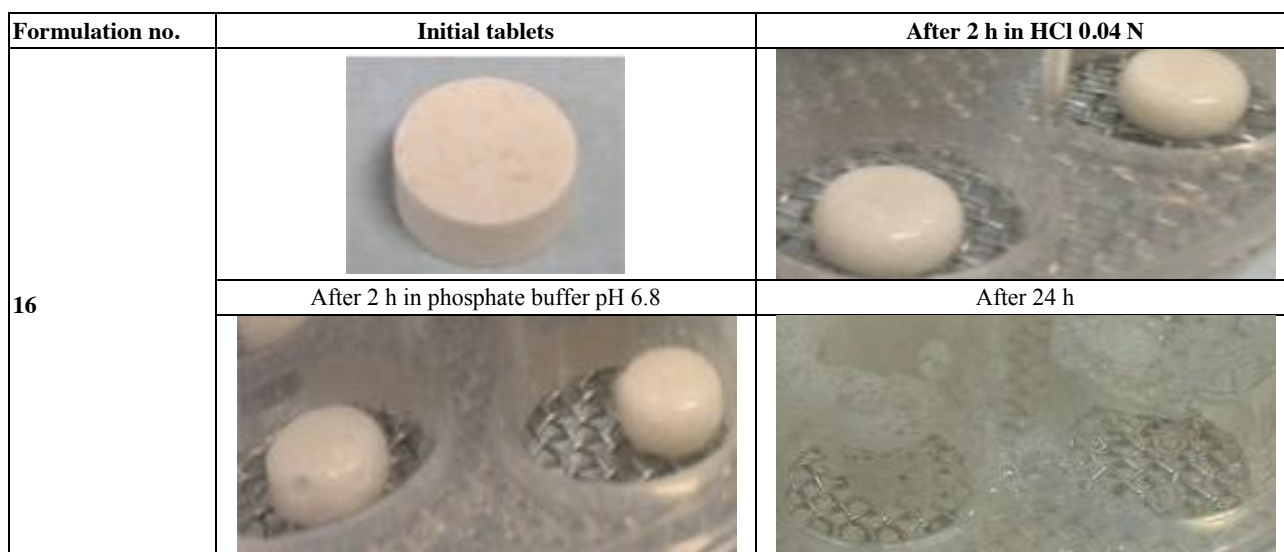 Formulation no.
Initial tablets
After 2 h in HCl 0.04 N
16
After 2 h in phosphate buffer pH 6.8
After 24 h